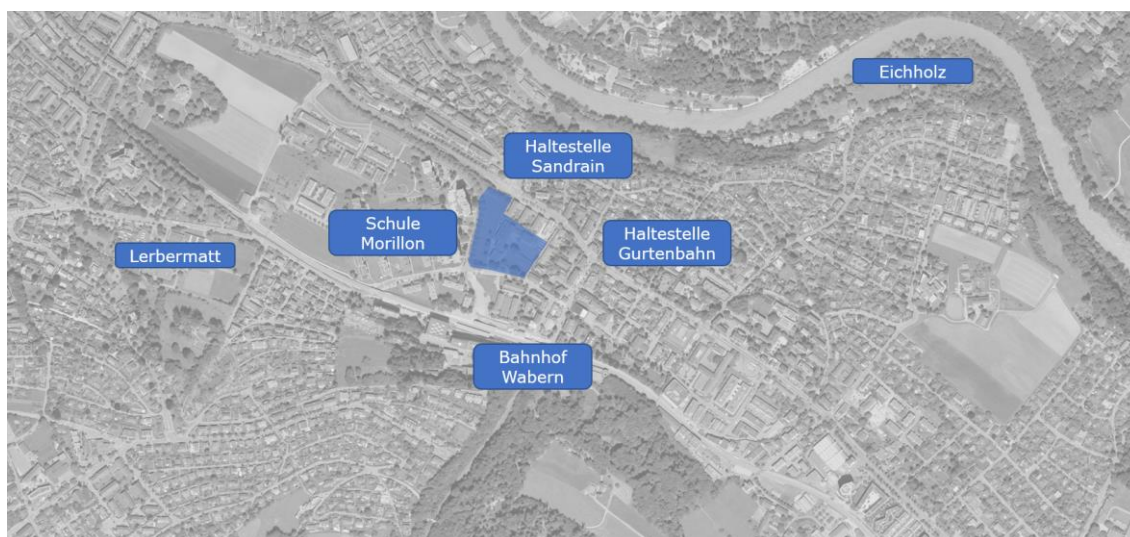 Eichholz
Haltestelle
Sandrain
Schule
Morillon
Haltestelle
Gurtenbahn
Lerbermatt
Bahnhof
Wabern